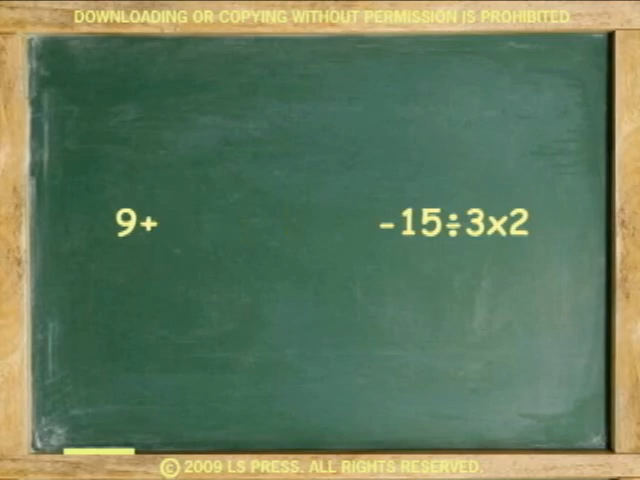 DOWNLOADING OR COPYING WITHOUT PERMISSION IS PROHIBITED
9+ -15÷3x2
© 2009 LS PRESS. ALL RIGHTS RESERVED.